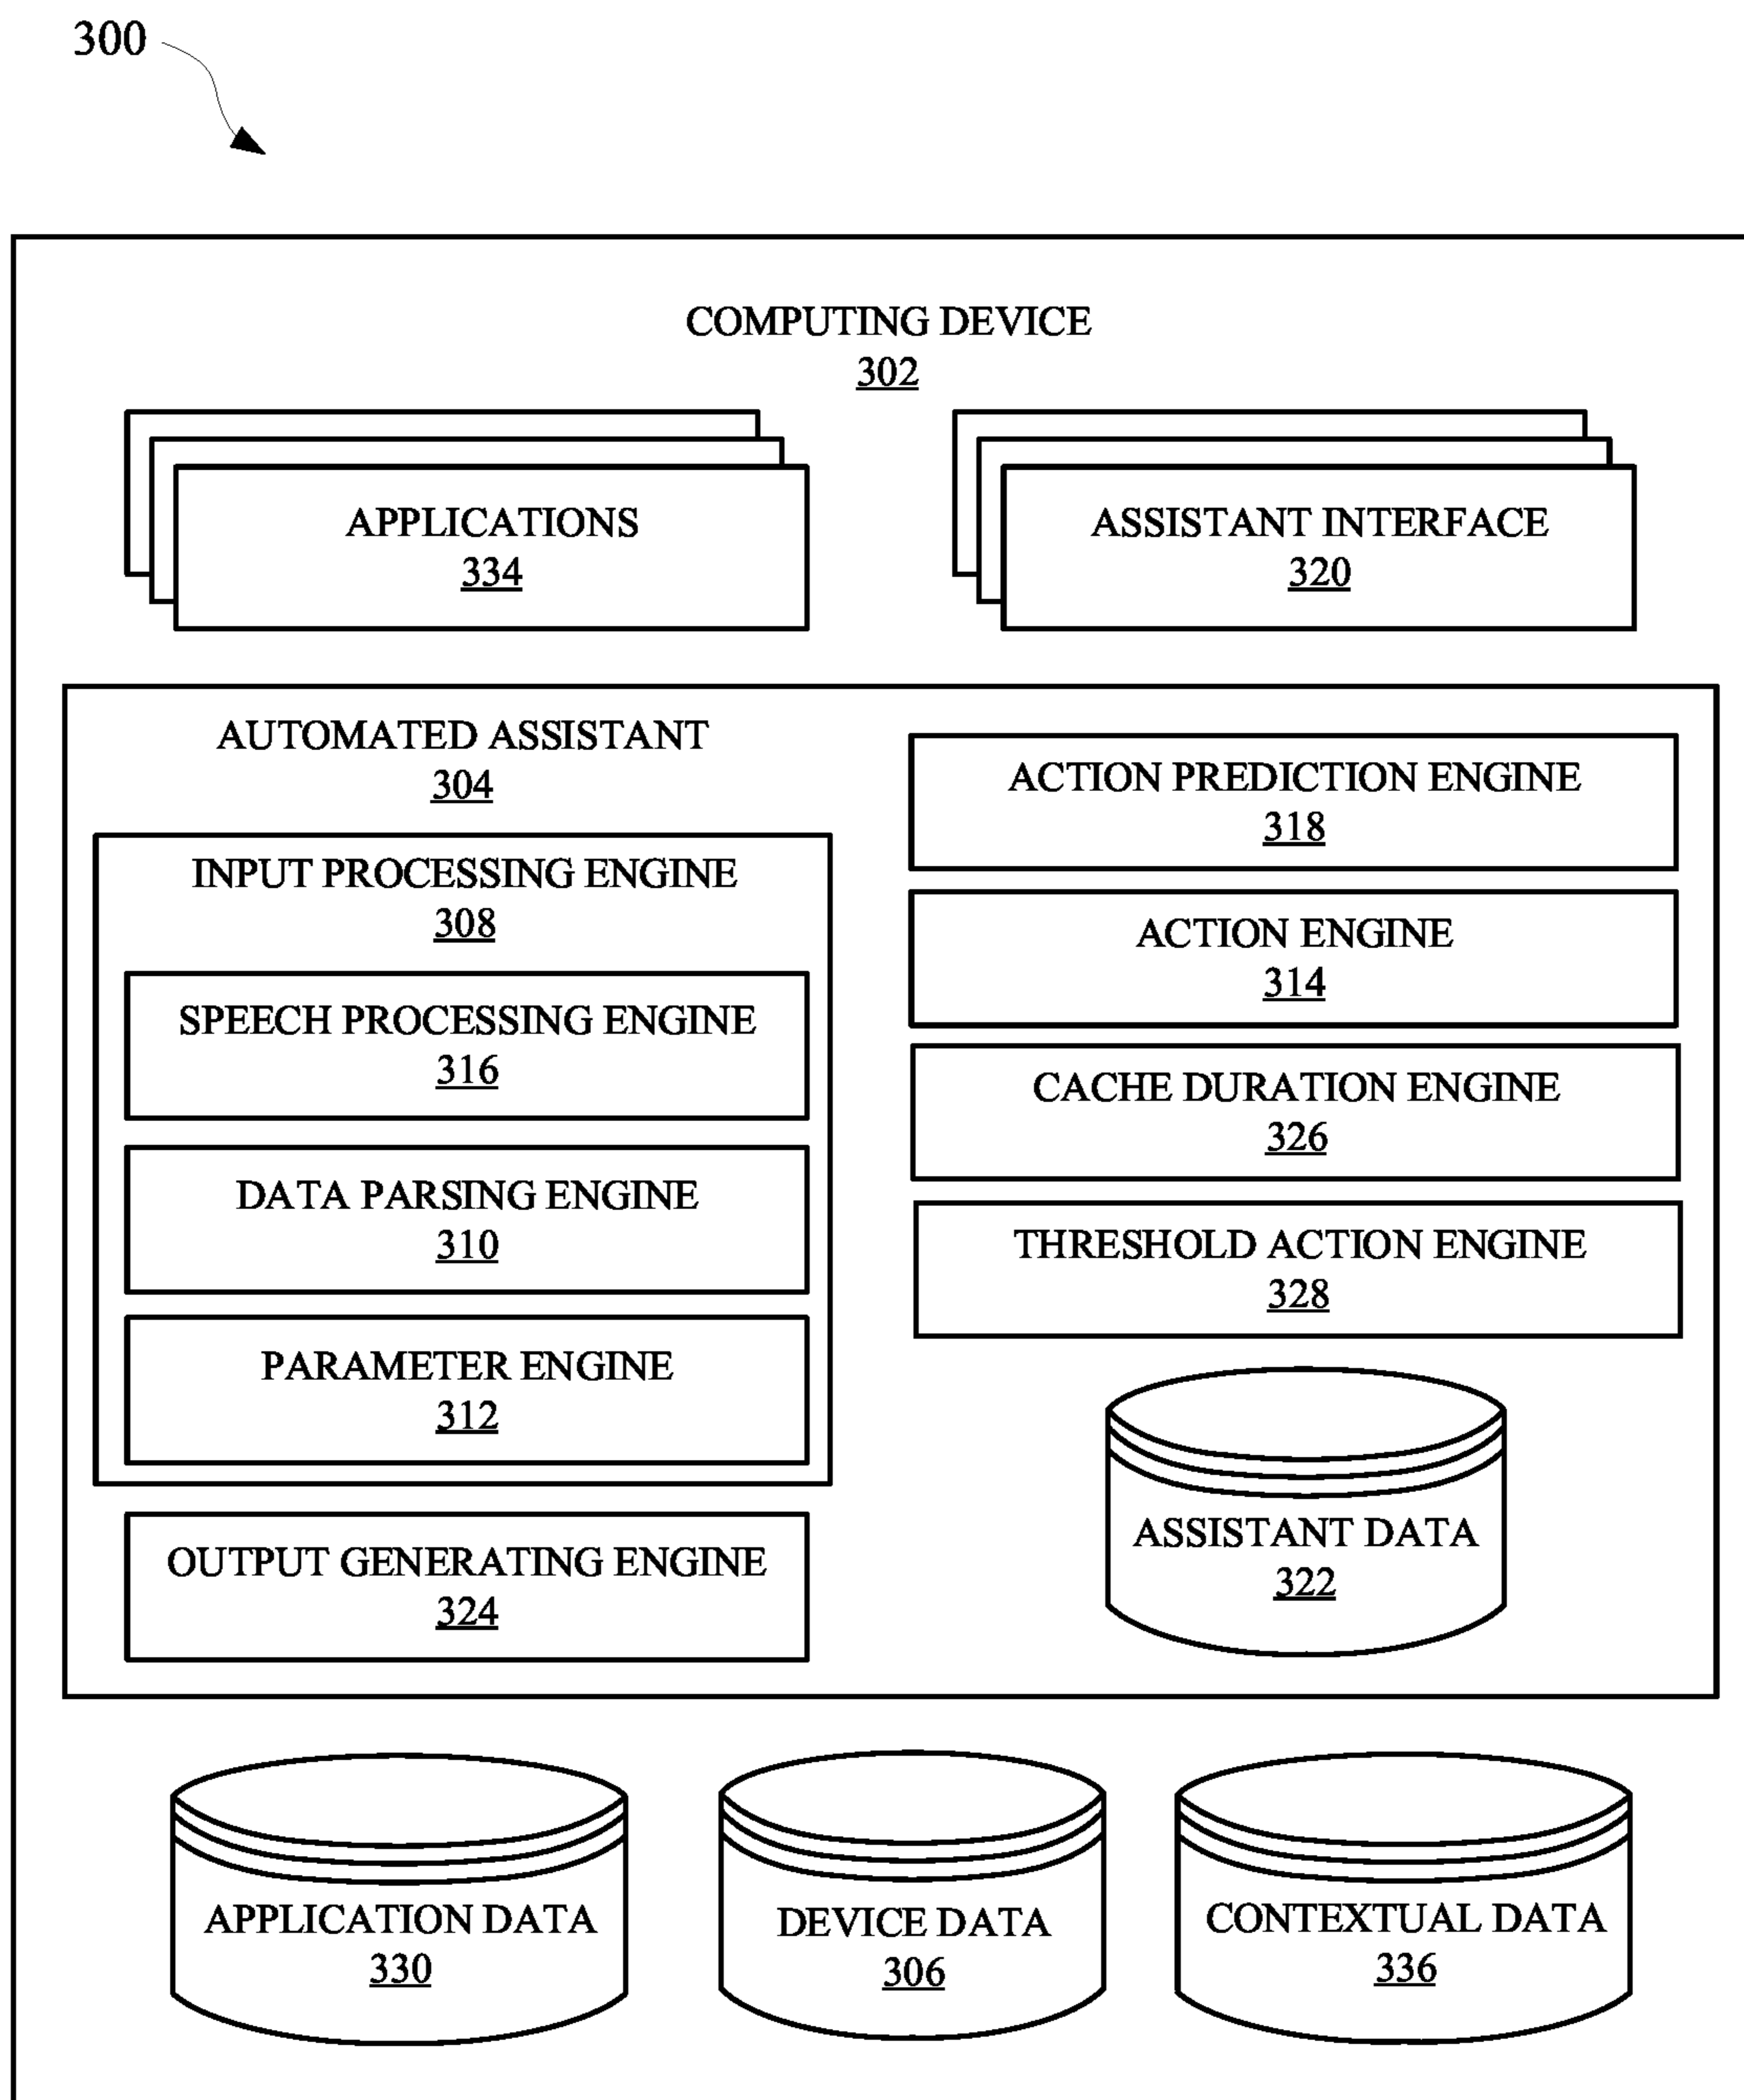 300
COMPUTING DEVICE
302
APPLICATIONS
334
ASSISTANT INTERFACE
320
AUTOMATED ASSISTANT
304
INPUT PROCESSING ENGINE
308
SPEECH PROCESSING ENGINE
316
DATA PARSING ENGINE
310
PARAMETER ENGINE
312
OUTPUT GENERATING ENGINE
324
ACTION PREDICTION ENGINE
318
ACTION ENGINE
314
CACHE DURATION ENGINE
326
THRESHOLD ACTION ENGINE
328
ASSISTANT DATA
322
APPLICATION DATA
330
DEVICE DATA
306
CONTEXTUAL DATA
336